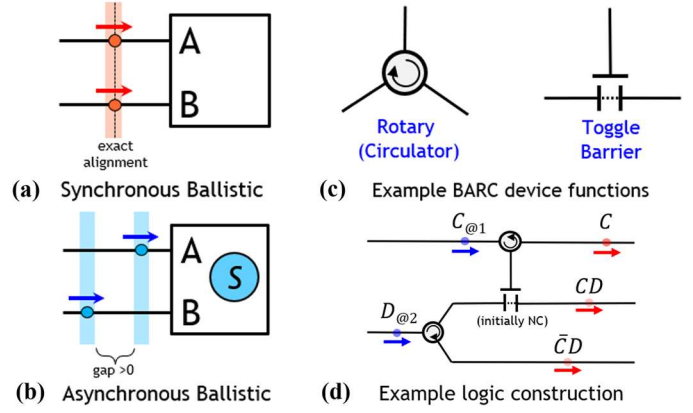 A
B
exact
alignment
(a) Synchronous Ballistic
Rotary
(Circulator)
Toggle
Barrier
(c) Example BARC device functions
A
S
B
gap >0
(b) Asynchronous Ballistic
C@1
C
CD
D@2
(initially NC)
C̄D
(d) Example logic construction